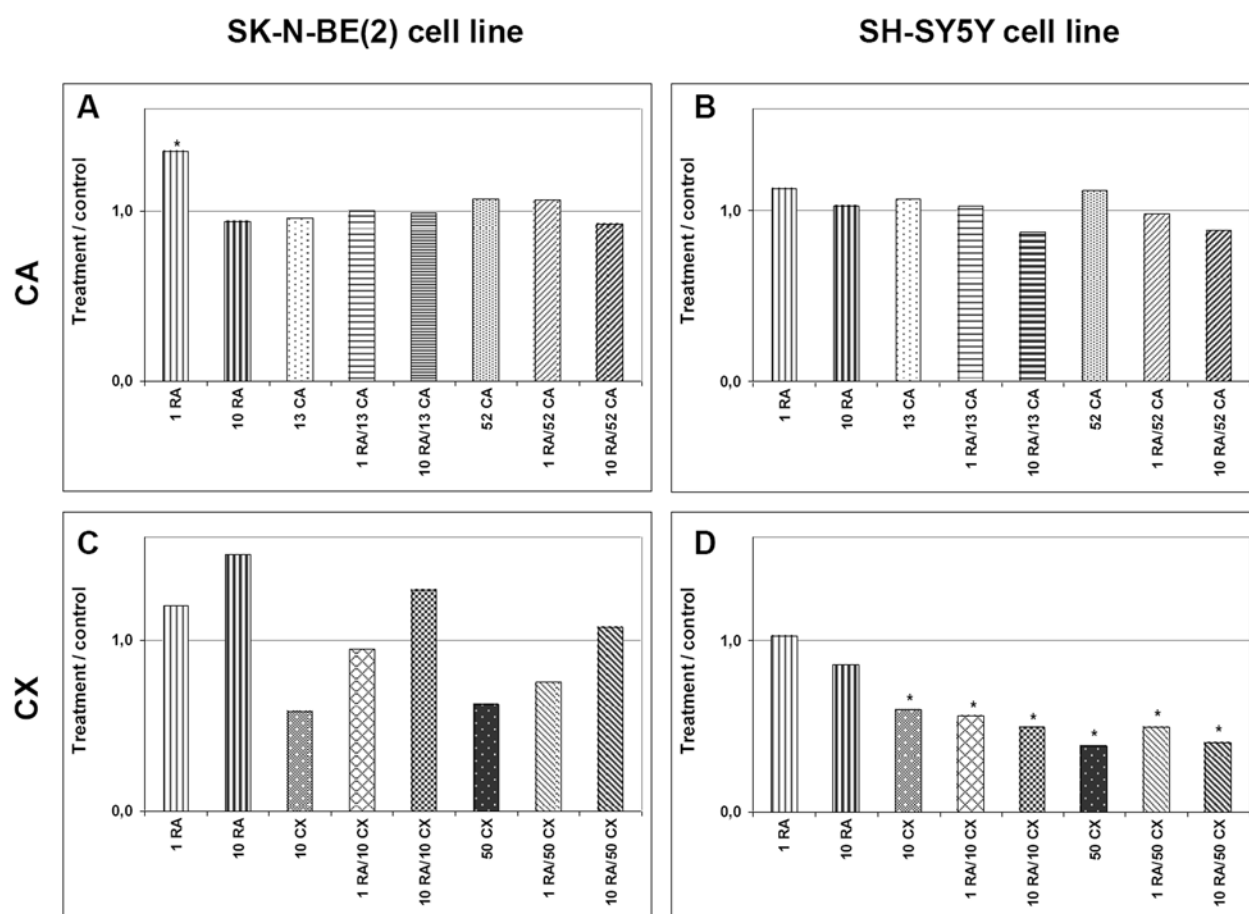 SK-N-BE(2) cell line
SH-SY5Y cell line
CA
A
Treatment / control
1,0
0,0
*
1 RA
10 RA
13 CA
1 RA/13 CA
10 RA/13 CA
52 CA
1 RA/52 CA
10 RA/52 CA
B
Treatment / control
1,0
0,0
1 RA
10 RA
13 CA
1 RA/13 CA
10 RA/13 CA
52 CA
1 RA/52 CA
10 RA/52 CA
CX
C
Treatment / control
1,0
0,0
1 RA
10 RA
10 CX
1 RA/10 CX
10 RA/10 CX
50 CX
1 RA/50 CX
10 RA/50 CX
D
Treatment / control
1,0
0,0
*
*
*
*
*
*
1 RA
10 RA
10 CX
1 RA/10 CX
10 RA/10 CX
50 CX
1 RA/50 CX
10 RA/50 CX